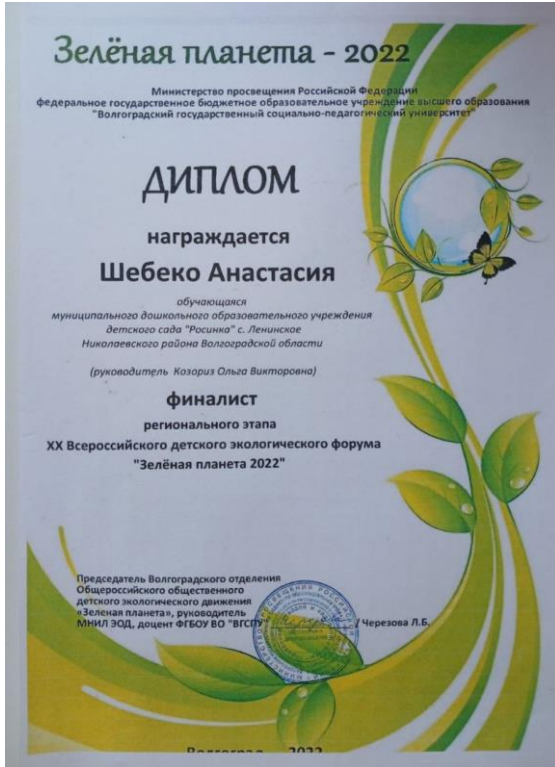 Зелёная планета - 2022
Министерство просвещения Российской Федерации
федеральное государственное бюджетное образовательное учреждение высшего образования
"Волгоградский государственный социально-педагогический университет"
ДИПЛОМ
награждается
Шебеко Анастасия
обучающаяся
муниципального дошкольного образовательного учреждения
детского сада "Росинка" с. Ленинское
Николаевского района Волгоградской области
(руководитель Козориз Ольга Викторовна)
финалист
регионального этапа
XX Всероссийского детского экологического форума
"Зелёная планета 2022"
Председатель Волгоградского отделения
Общероссийского общественного
детского экологического движения
«Зеленая планета», руководитель
МНИЛ ЭОД, доцент ФГБОУ ВО "ВГСПУ" / Черезова Л.Б.
Волгоград 2022